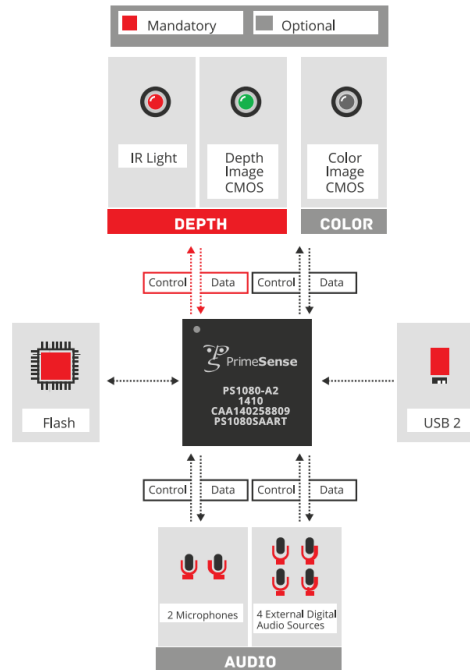 Mandatory
Optional
IR Light
Depth
Image
CMOS
Color
Image
CMOS
DEPTH
COLOR
Control
Data
Control
Data
PrimeSense
PS1080-A2
1410
CAA140258809
PS1080SAART
Flash
USB 2
Control
Data
Control
Data
2 Microphones
4 External Digital
Audio Sources
AUDIO